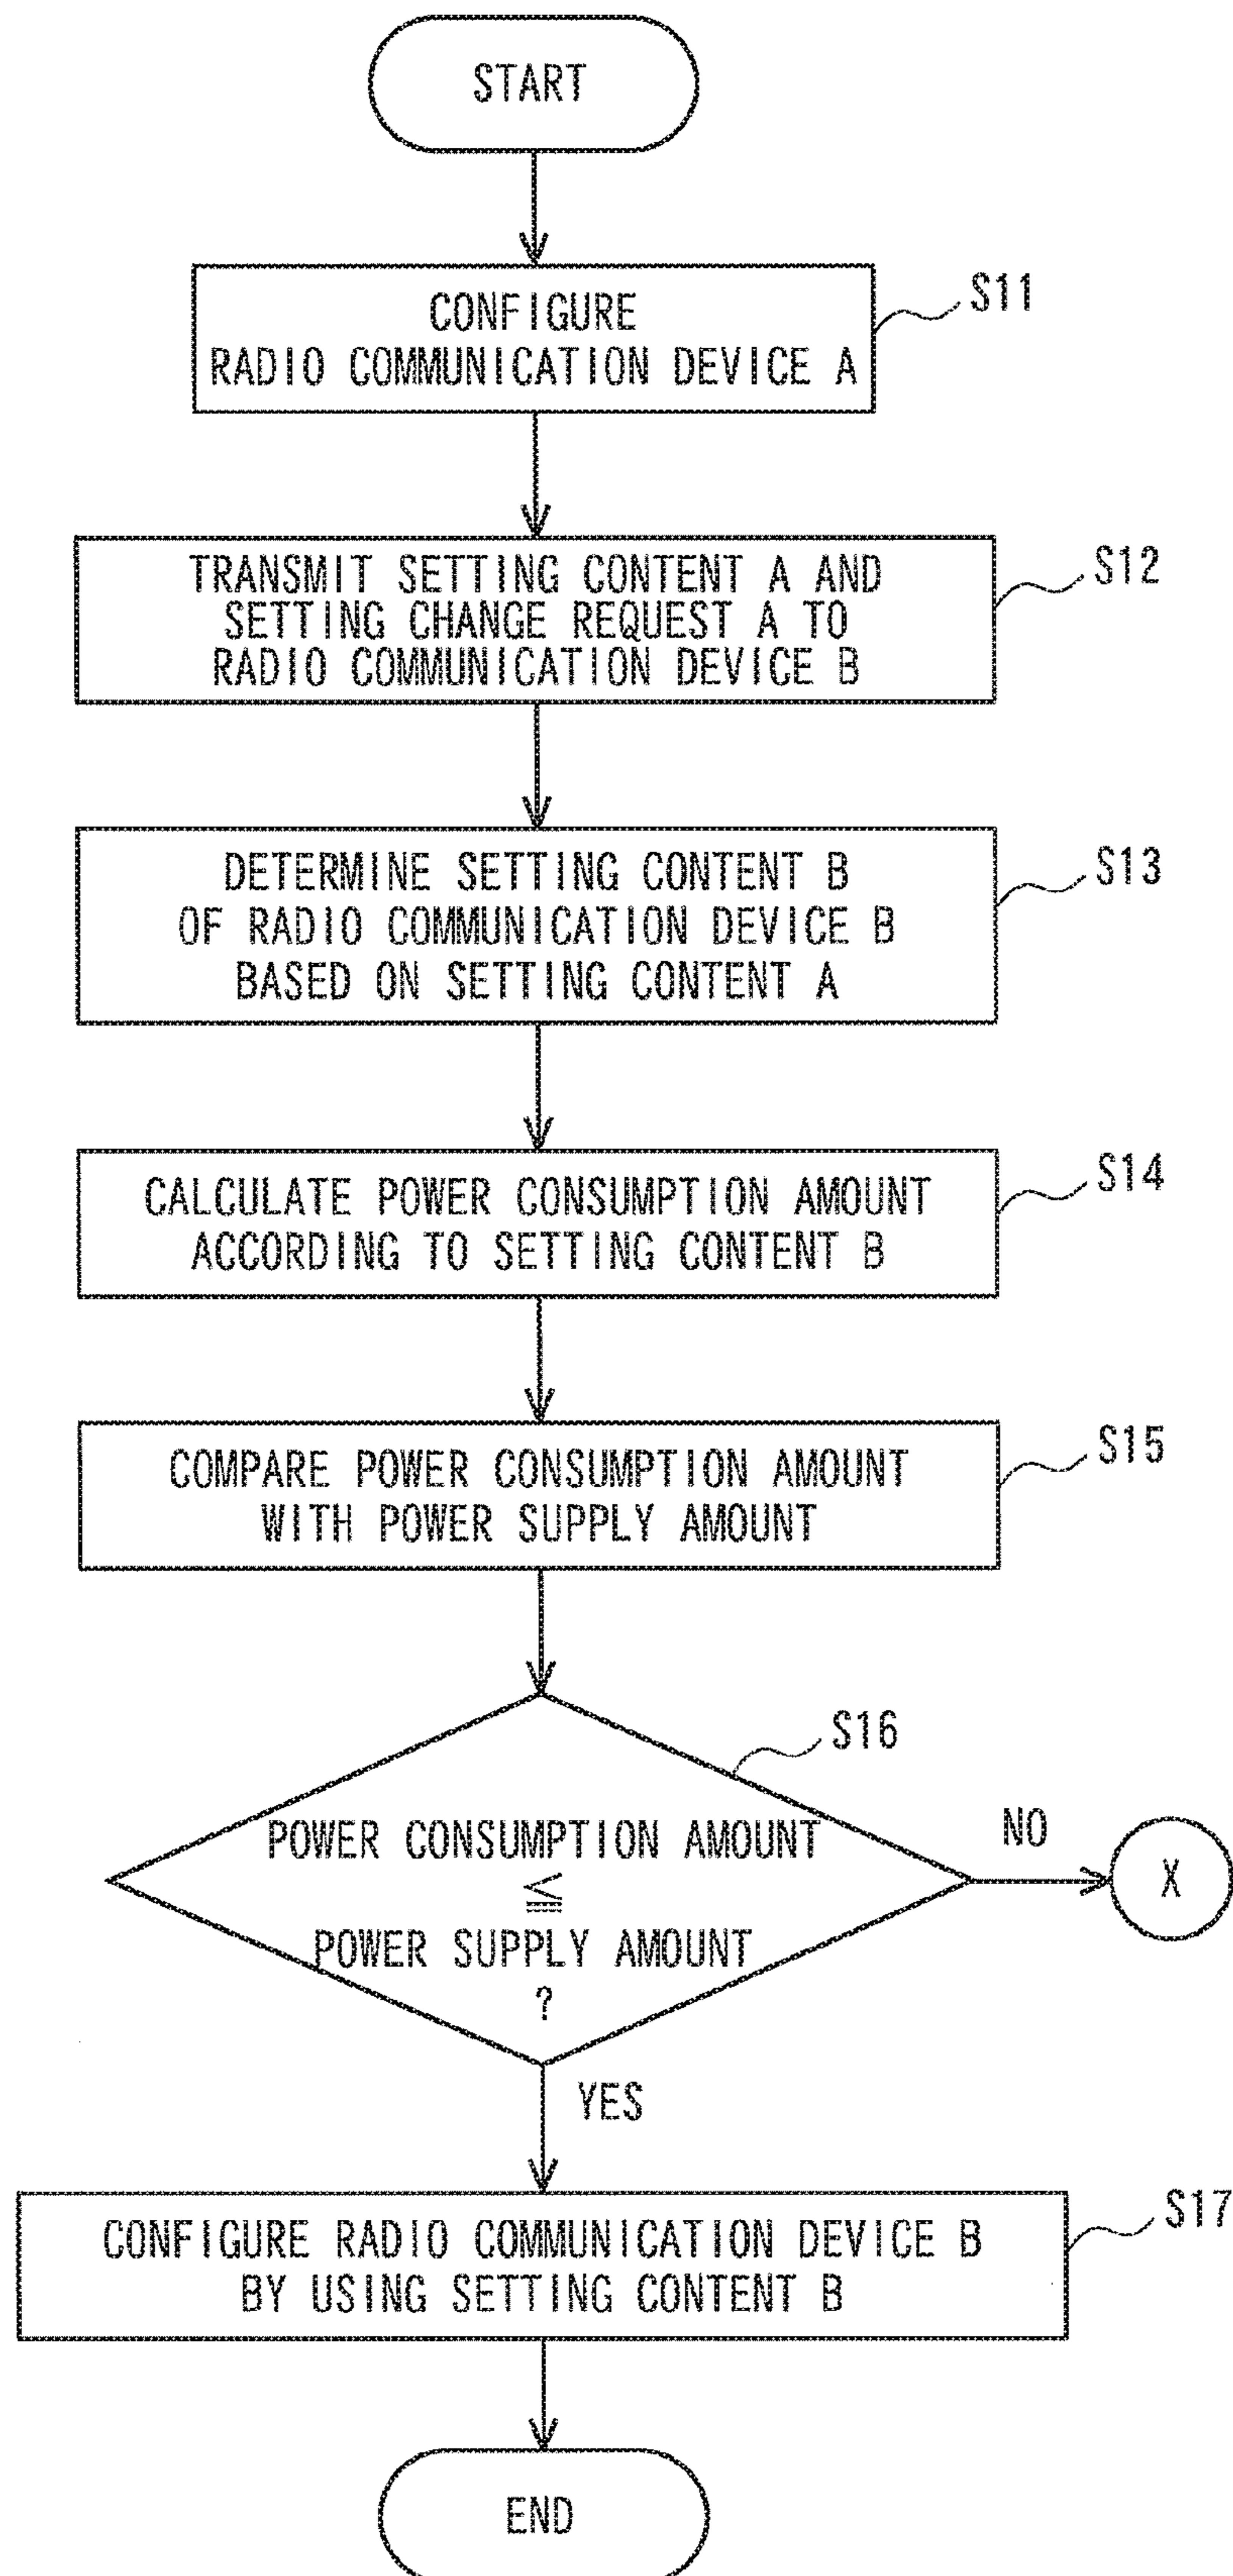 START
CONFIGURE
RADIO COMMUNICATION DEVICE A
S11
TRANSMIT SETTING CONTENT A AND
SETTING CHANGE REQUEST A TO
RADIO COMMUNICATION DEVICE B
S12
DETERMINE SETTING CONTENT B
OF RADIO COMMUNICATION DEVICE B
BASED ON SETTING CONTENT A
S13
CALCULATE POWER CONSUMPTION AMOUNT
ACCORDING TO SETTING CONTENT B
S14
COMPARE POWER CONSUMPTION AMOUNT
WITH POWER SUPPLY AMOUNT
S15
POWER CONSUMPTION AMOUNT
≦
POWER SUPPLY AMOUNT
?
S16
NO
X
YES
CONFIGURE RADIO COMMUNICATION DEVICE B
BY USING SETTING CONTENT B
S17
END